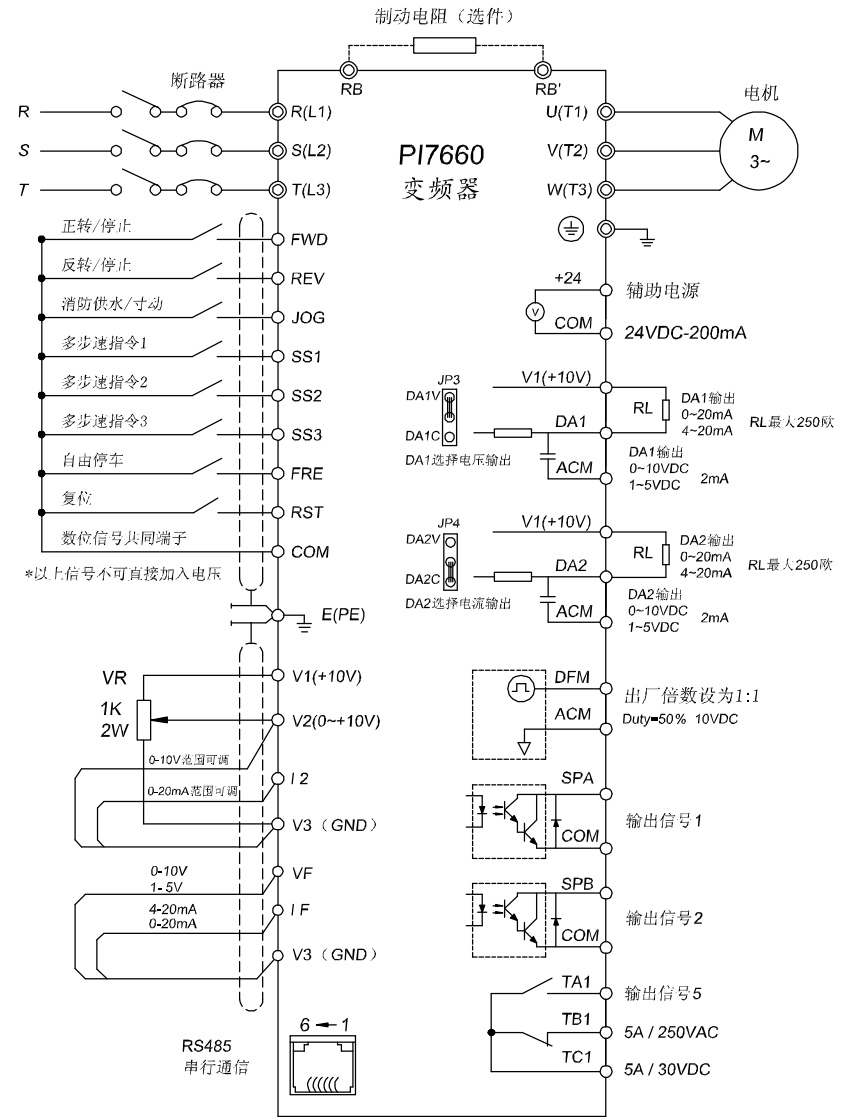 制动电阻（选件）
RB
RB'
断路器
R
R(L1)
S
S(L2)
T
T(L3)
PI7660
变频器
U(T1)
V(T2)
W(T3)
电机
M
3~
正转/停止
FWD
反转/停止
REV
消防供水/寸动
JOG
多步速指令1
SS1
多步速指令2
SS2
多步速指令3
SS3
自由停车
FRE
复位
RST
数位信号共同端子
COM
*以上信号不可直接加入电压
E(PE)
+24
V
COM
辅助电源
24VDC-200mA
JP3
DA1V
DA1C
DA1选择电压输出
V1(+10V)
DA1
ACM
RL
DA1输出
0~20mA
4~20mA
RL最大250欧
DA1输出
0~10VDC
1~5VDC
2mA
JP4
DA2V
DA2C
DA2选择电流输出
V1(+10V)
DA2
ACM
RL
DA2输出
0~20mA
4~20mA
RL最大250欧
DA2输出
0~10VDC
1~5VDC
2mA
VR
1K
2W
V1(+10V)
V2(0~+10V)
0-10V范围可调
I2
0-20mA范围可调
V3（GND）
0-10V
1-5V
VF
4-20mA
0-20mA
IF
V3（GND）
DFM
ACM
出厂倍数设为1:1
Duty=50% 10VDC
SPA
COM
输出信号1
SPB
COM
输出信号2
TA1
TB1
TC1
输出信号5
5A / 250VAC
5A / 30VDC
RS485
串行通信
6
1